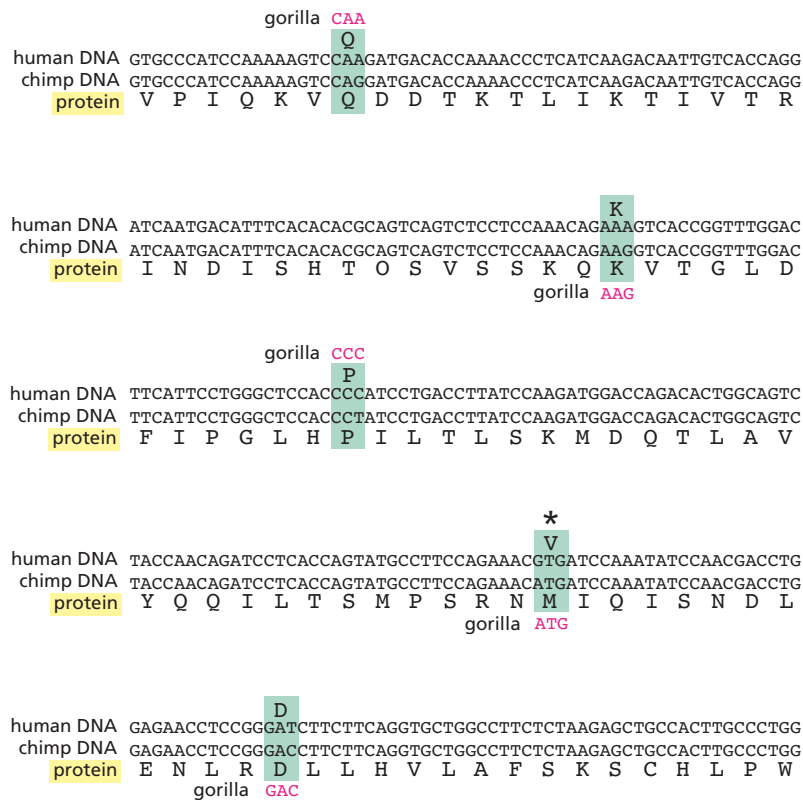 gorilla CAA
Q
human DNA GTGCCCATCCAAAAAGTCCAAGATGACACCAAAACCCTCATCAAGACAATTGTCACCAGG
chimp DNA GTGCCCATCCAAAAAGTCCAGGATGACACCAAAACCCTCATCAAGACAATTGTCACCAGG
protein V P I Q K V Q D D T K T L I K T I V T R
K
human DNA ATCAATGACATTTCACACACGCAGTCAGTCTCCTCCAAACAGAAAGTCACCGGTTTGGAC
chimp DNA ATCAATGACATTTCACACACGCAGTCAGTCTCCTCCAAACAGAAGGTCACCGGTTTGGAC
protein I N D I S H T O S V S S K Q K V T G L D
gorilla AAG
gorilla CCC
P
human DNA TTCATTCCTGGGCTCCACCCCATCCTGACCTTATCCAAGATGGACCAGACACTGGCAGTC
chimp DNA TTCATTCCTGGGCTCCACCCTATCCTGACCTTATCCAAGATGGACCAGACACTGGCAGTC
protein F I P G L H P I L T L S K M D Q T L A V
*
V
human DNA TACCAACAGATCCTCACCAGTATGCCTTCCAGAAACGTGATCCAAATATCCAACGACCTG
chimp DNA TACCAACAGATCCTCACCAGTATGCCTTCCAGAAACATGATCCAAATATCCAACGACCTG
protein Y Q Q I L T S M P S R N M I Q I S N D L
gorilla ATG
D
human DNA GAGAACCTCCGGGATCTTCTTCAGGTGCTGGCCTTCTCTAAGAGCTGCCACTTGCCCTGG
chimp DNA GAGAACCTCCGGGACCTTCTTCAGGTGCTGGCCTTCTCTAAGAGCTGCCACTTGCCCTGG
protein E N L R D L L H V L A F S K S C H L P W
gorilla GAC